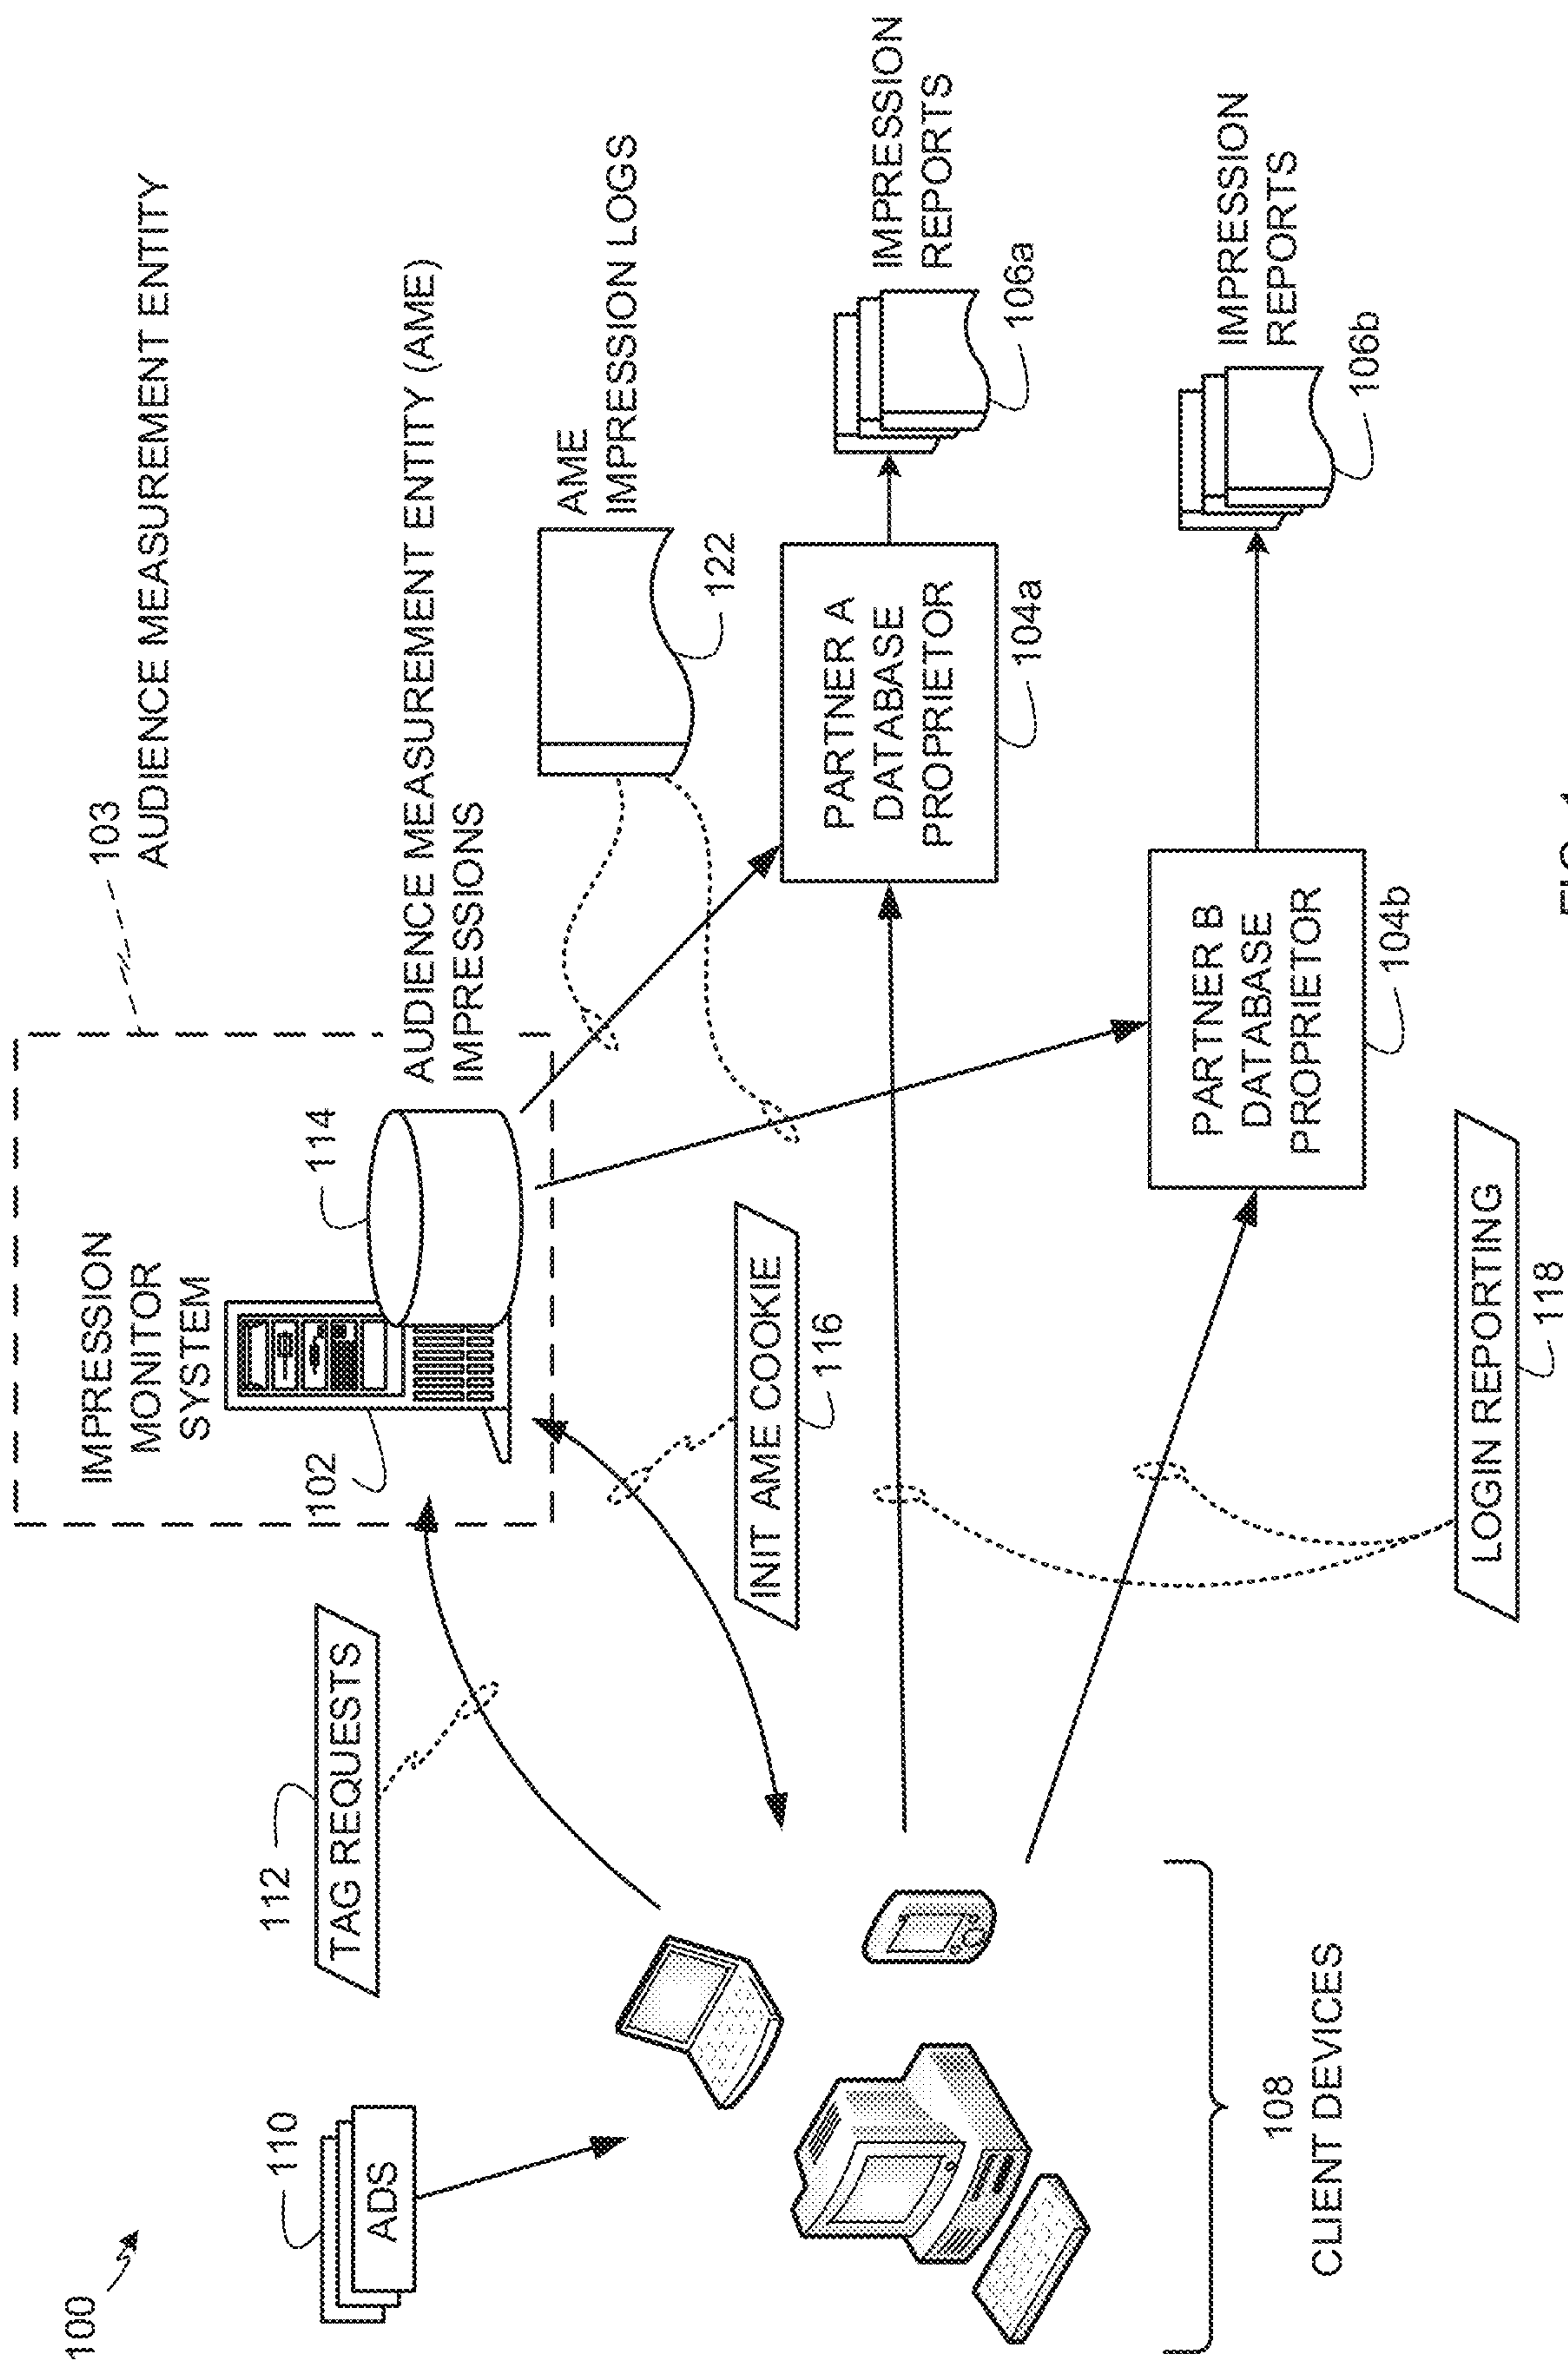 100
110
ADS
112
TAG REQUESTS
IMPRESSION
MONITOR
SYSTEM
102
114
103
AUDIENCE MEASUREMENT ENTITY
AUDIENCE MEASUREMENT ENTITY (AME)
IMPRESSIONS
AME
IMPRESSION LOGS
122
INIT AME COOKIE
116
PARTNER A
DATABASE
PROPRIETOR
104a
IMPRESSION
REPORTS
106a
PARTNER B
DATABASE
PROPRIETOR
104b
IMPRESSION
REPORTS
106b
108
CLIENT DEVICES
LOGIN REPORTING
118